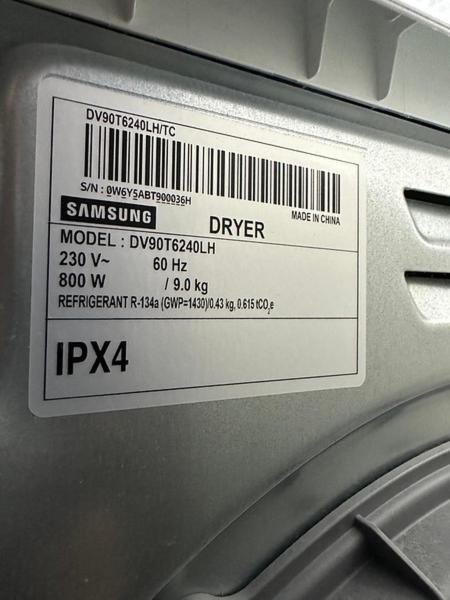 DV90T6240LH/TC
S/N : 0W6Y5ABT900036H
SAMSUNG DRYER MADE IN CHINA
MODEL : DV90T6240LH
230 V~ 60 Hz
800 W / 9.0 kg
REFRIGERANT R-134a (GWP=1430)/0.43 kg, 0.615 tCO₂e
IPX4